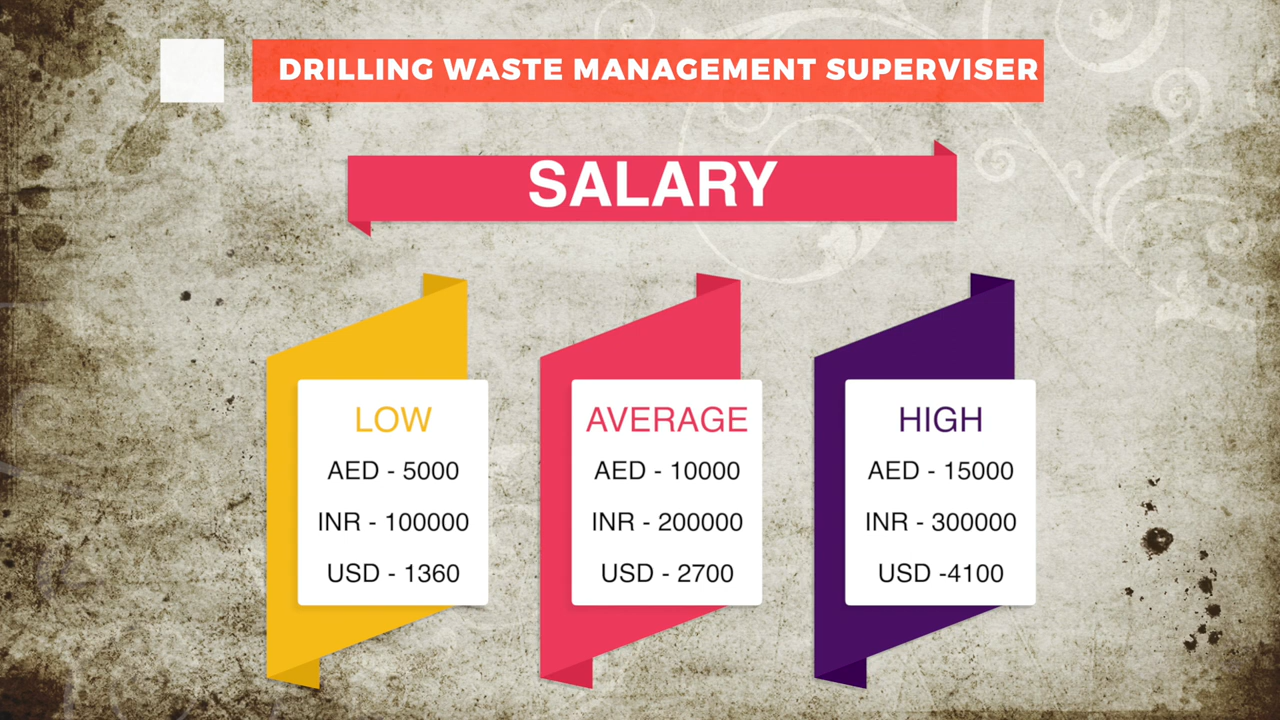 DRILLING WASTE MANAGEMENT SUPERVISER
SALARY
LOW
AED - 5000
INR - 100000
USD - 1360
AVERAGE
AED - 10000
INR - 200000
USD - 2700
HIGH
AED - 15000
INR - 300000
USD -4100